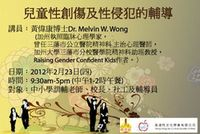 兒童性創傷及性侵犯的輔導
講員：黃偉康博士(Dr. Melvin W. Wong)
(加州執照臨床心理學家，
曾任三藩市公立醫院精神科主治心理醫師，
加州大學三藩市分校醫學院精神科助理教授，
Raising Gender Confident Kids作者。)
日期：2012年2月23日(四)
時間：9:30am-5pm (中午1-2時午餐)
對象：中小學訓輔老師、校長、社工及輔導員